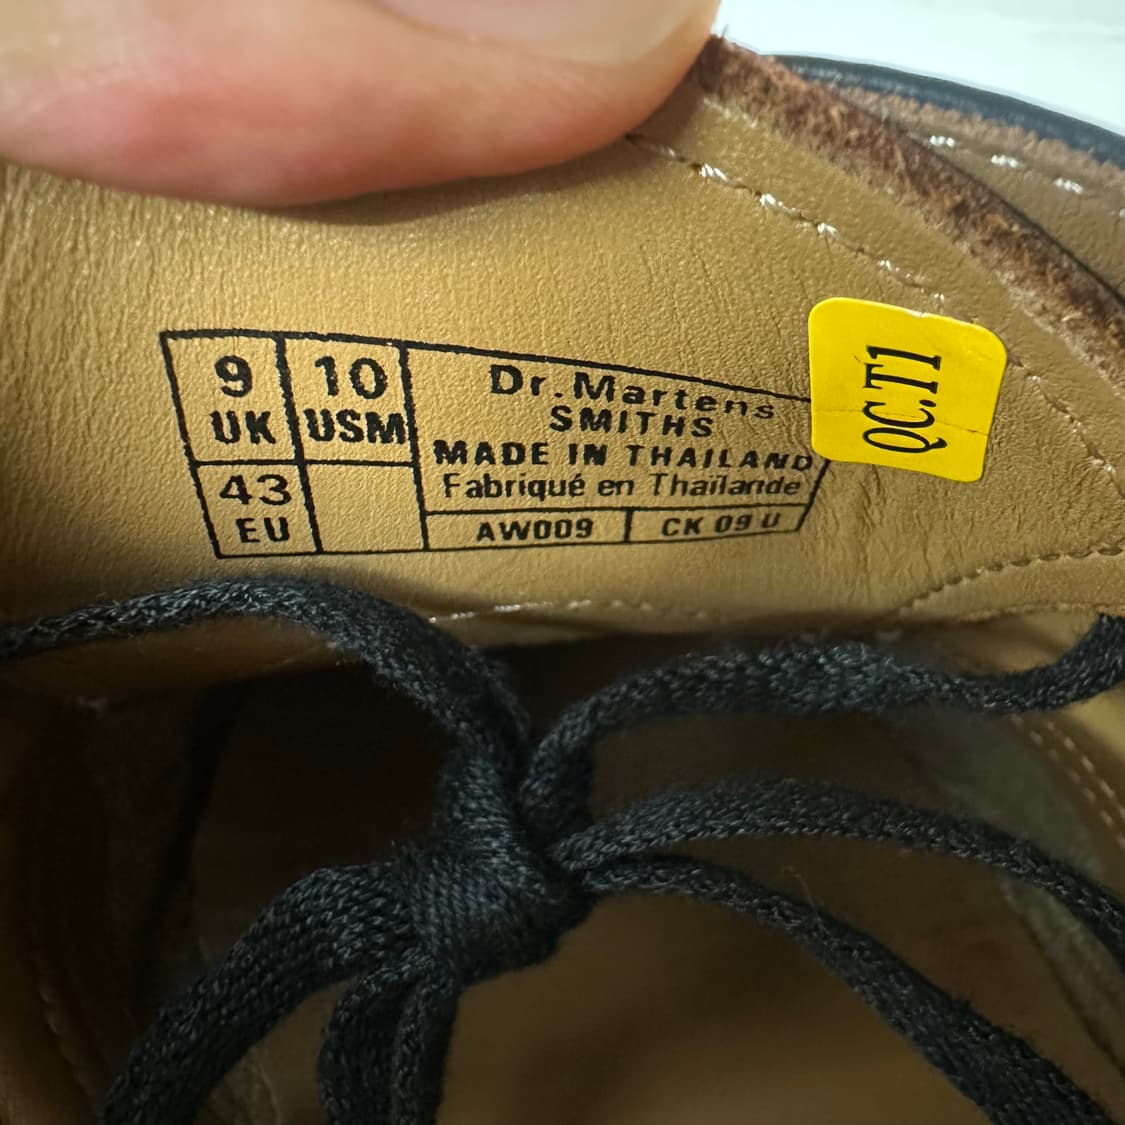 9
UK
10
USM
43
EU
Dr.Martens
SMITHS
MADE IN THAILAND
Fabriqué en Thaïlande
AW009
CK 09 U
QC.T1